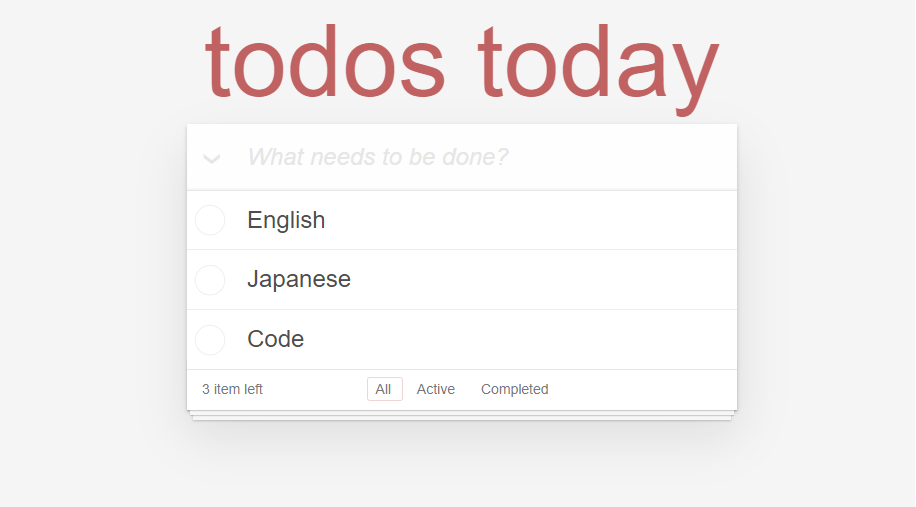 todos today
What needs to be done?
English
Japanese
Code
3 item left All Active Completed